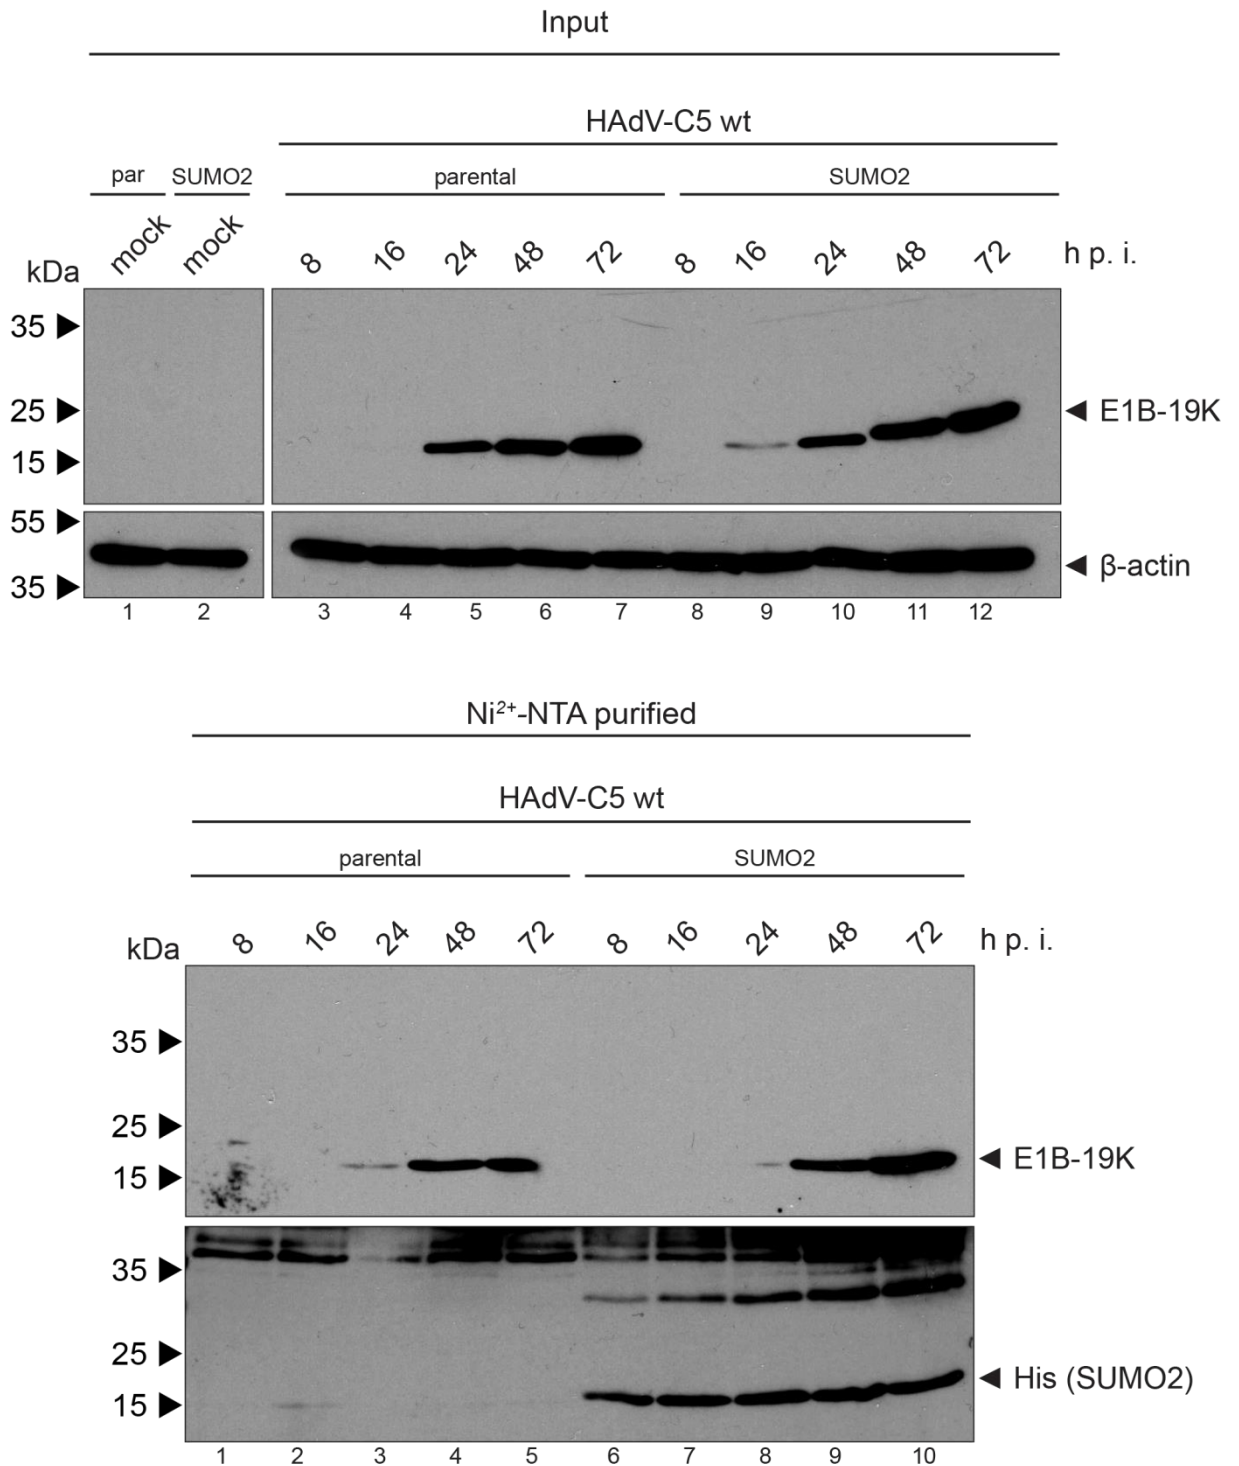 Input
HAdV-C5 wt
par SUMO2 parental SUMO2
mock mock 8 16 24 48 72 8 16 24 48 72 h p. i.
kDa
35
25 E1B-19K
15
55
β-actin
35
1 2 3 4 5 6 7 8 9 10 11 12
Ni²⁺-NTA purified
HAdV-C5 wt
parental SUMO2
8 16 24 48 72 8 16 24 48 72 h p. i.
kDa
35
25
E1B-19K
15
35
25
His (SUMO2)
15
1 2 3 4 5 6 7 8 9 10